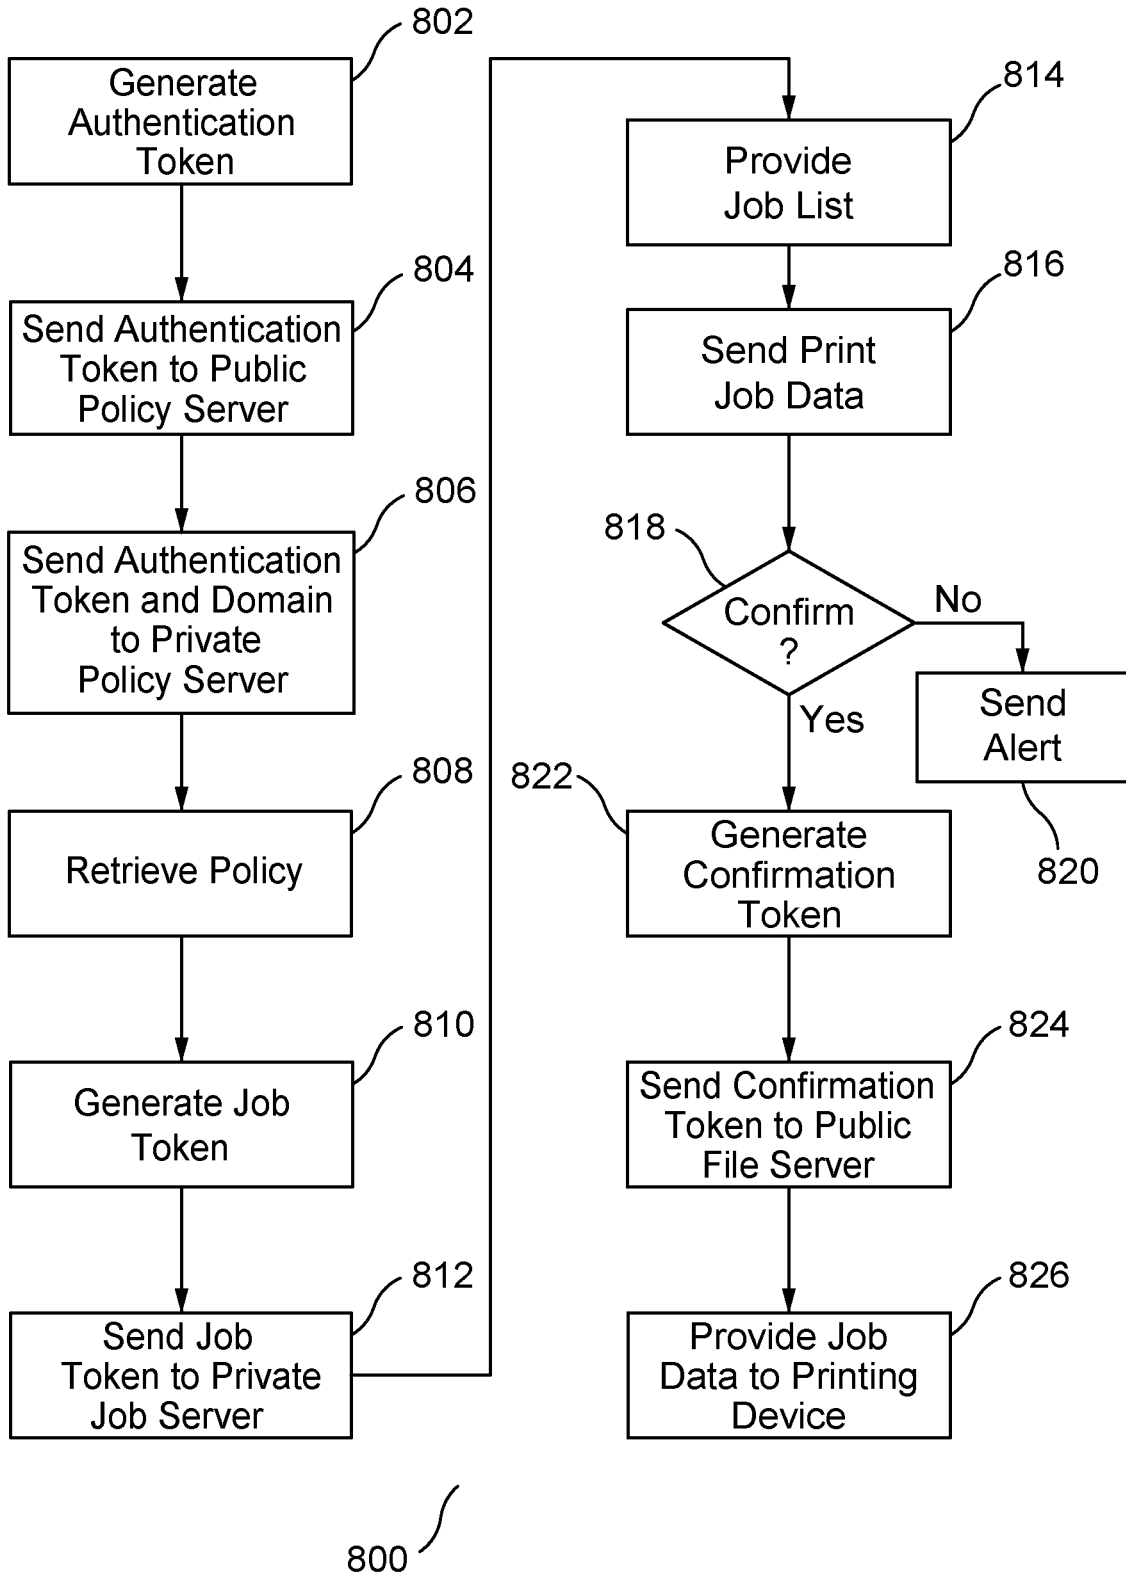 802
Generate
Authentication
Token
804
Send Authentication
Token to Public
Policy Server
806
Send Authentication
Token and Domain
to Private
Policy Server
808
Retrieve Policy
810
Generate Job
Token
812
Send Job
Token to Private
Job Server
814
Provide
Job List
816
Send Print
Job Data
818
Confirm
?
No
Yes
Send
Alert
820
822
Generate
Confirmation
Token
824
Send Confirmation
Token to Public
File Server
826
Provide Job
Data to Printing
Device
800